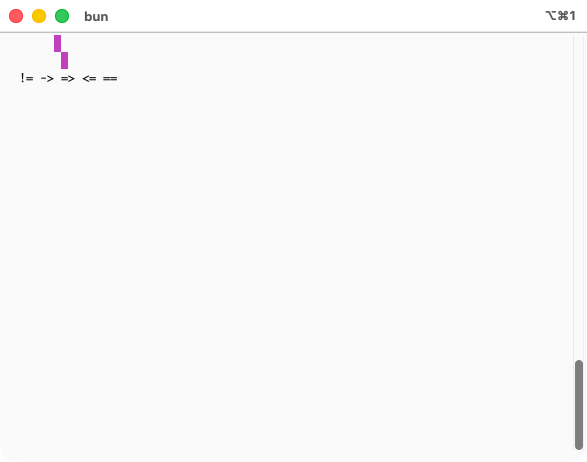 bun
⌥⌘1
!= -> => <= ==